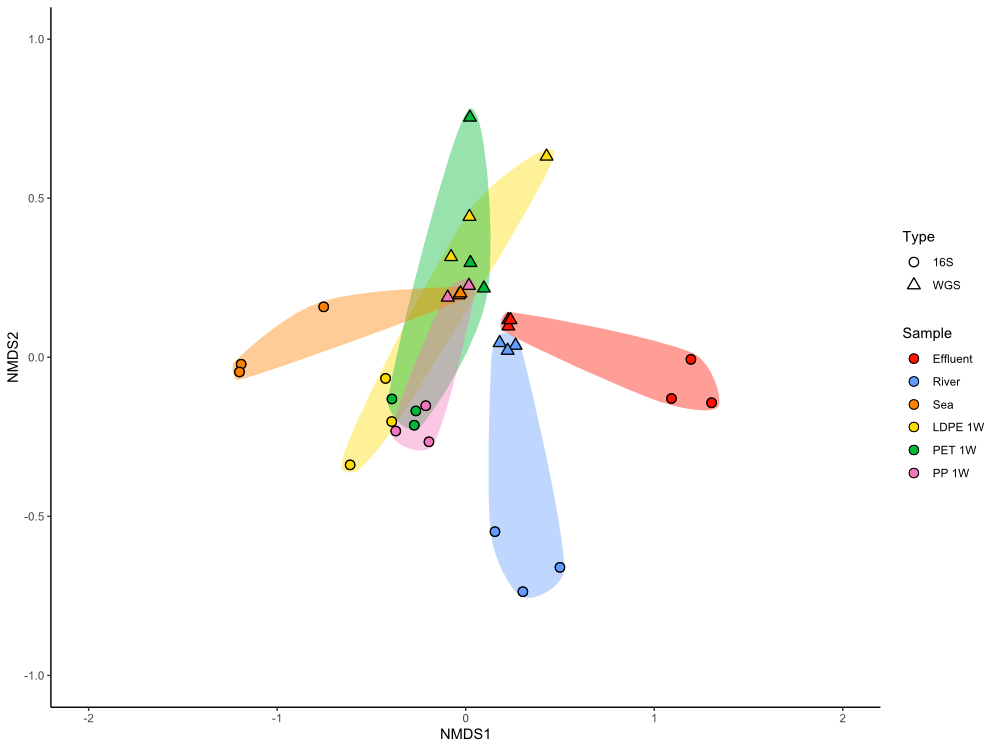 1.0
0.5
0.0
-0.5
-1.0
NMDS2
-2
-1
0
1
2
NMDS1
Type
16S
WGS
Sample
Effluent
River
Sea
LDPE 1W
PET 1W
PP 1W